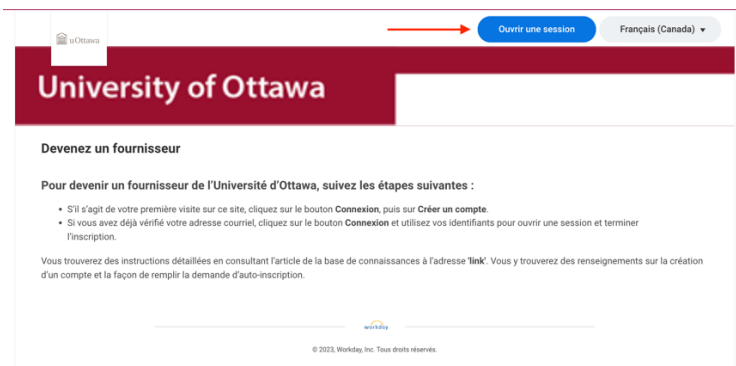 uOttawa
Ouvrir une session
Français (Canada)
University of Ottawa
Devenez un fournisseur
Pour devenir un fournisseur de l'Université d'Ottawa, suivez les étapes suivantes :
• S'il s'agit de votre première visite sur ce site, cliquez sur le bouton Connexion, puis sur Créer un compte.
• Si vous avez déjà vérifié votre adresse courriel, cliquez sur le bouton Connexion et utilisez vos identifiants pour ouvrir une session et terminer
l'inscription.
Vous trouverez des instructions détaillées en consultant l'article de la base de connaissances à l'adresse 'link'. Vous y trouverez des renseignements sur la création
d'un compte et la façon de remplir la demande d'auto-inscription.
workday
© 2023, Workday, Inc. Tous droits réservés.